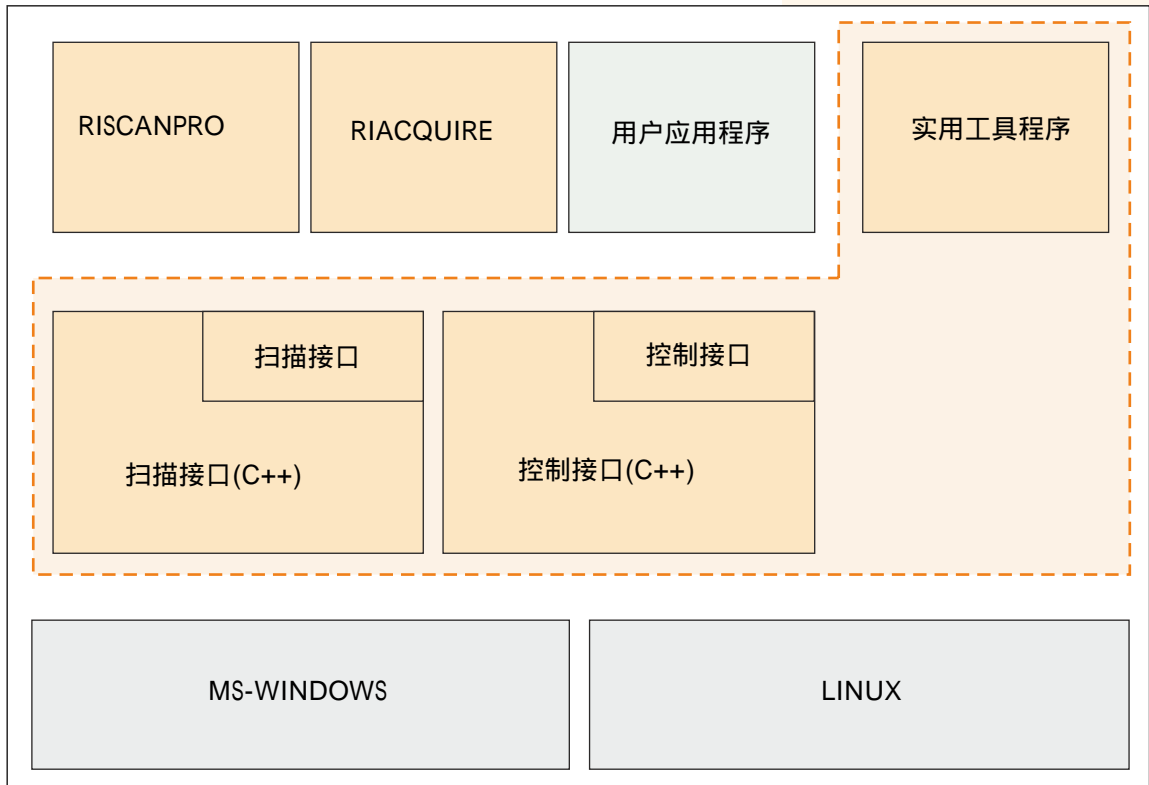 RISCANPRO
RIACQUIRE
用户应用程序
实用工具程序
扫描接口
控制接口
扫描接口(C++)
控制接口(C++)
MS-WINDOWS
LINUX